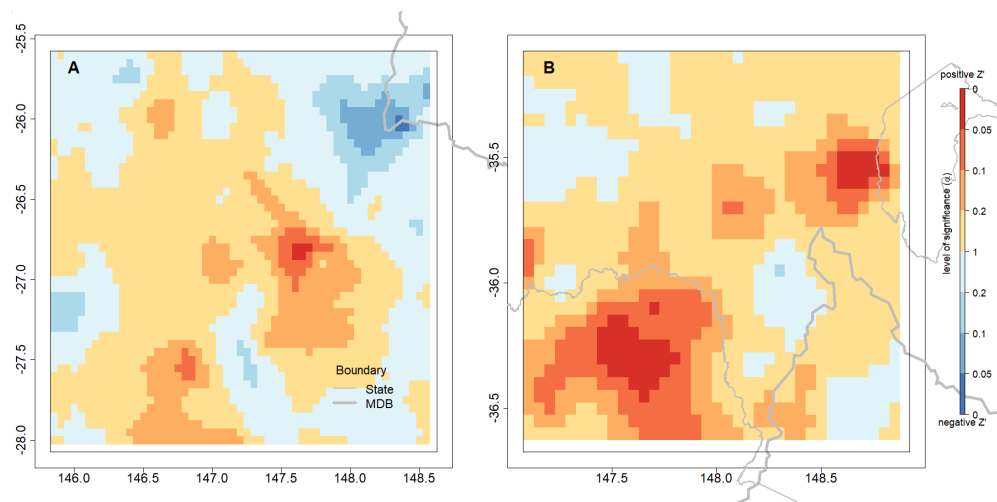 A
-25.5
-26.0
-26.5
-27.0
-27.5
-28.0
146.0 146.5 147.0 147.5 148.0 148.5
Boundary
State
MDB
B
-35.5
-36.0
-36.5
147.5 148.0 148.5
positive Z'
0
0.05
0.1
0.2
1
0.2
0.1
0.05
0
negative Z'
level of significance (α)